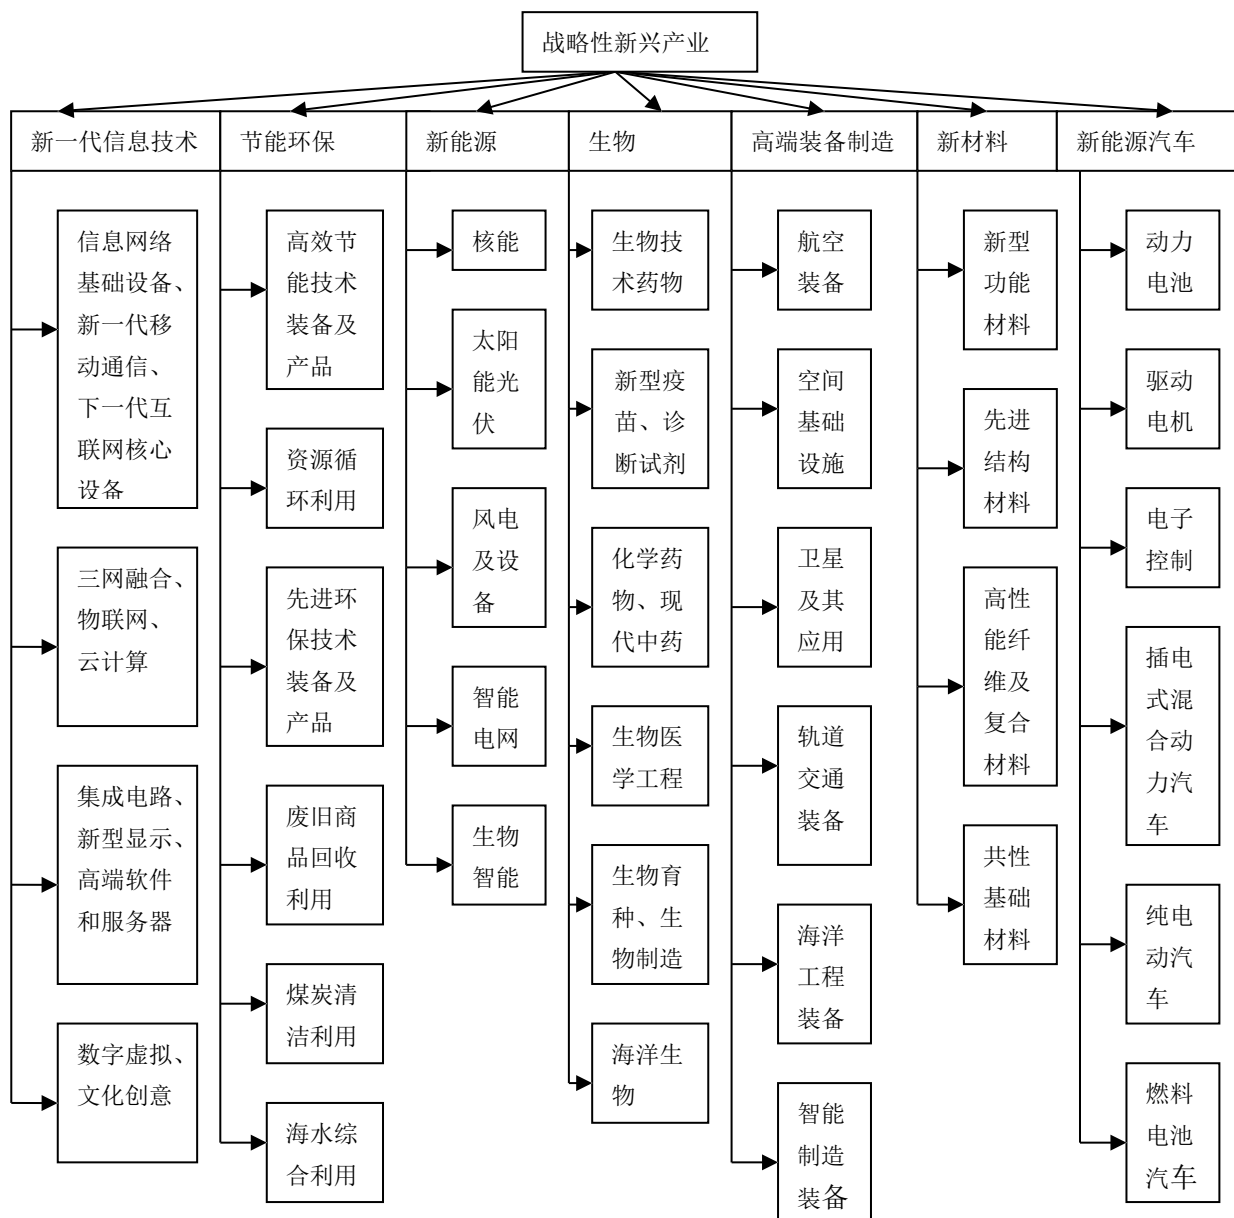 战略性新兴产业
新一代信息技术
节能环保
新能源
生物
高端装备制造
新材料
新能源汽车
信息网络
基础设备、
新一代移
动通信、
下一代互
联网核心
设备
三网融合、
物联网、
云计算
集成电路、
新型显示、
高端软件
和服务器
数字虚拟、
文化创意
高效节
能技术
装备及
产品
资源循
环利用
先进环
保技术
装备及
产品
废旧商
品回收
利用
煤炭清
洁利用
海水综
合利用
核能
太阳
能光
伏
风电
及设
备
智能
电网
生物
智能
生物技
术药物
新型疫
苗、诊
断试剂
化学药
物、现
代中药
生物医
学工程
生物育
种、生
物制造
海洋生
物
航空
装备
空间
基础
设施
卫星
及其
应用
轨道
交通
装备
海洋
工程
装备
智能
制造
装备
新型
功能
材料
先进
结构
材料
高性
能纤
维及
复合
材料
共性
基础
材料
动力
电池
驱动
电机
电子
控制
插电
式混
合动
力汽
车
纯电
动汽
车
燃料
电池
汽车